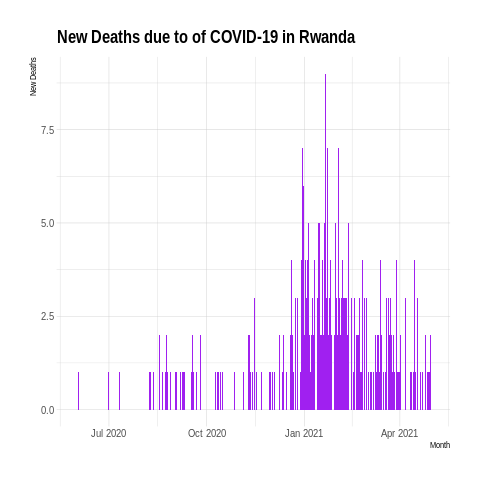 New Deaths due to of COVID-19 in Rwanda
New Deaths
7.5
5.0
2.5
0.0
Jul 2020 Oct 2020 Jan 2021 Apr 2021
Month